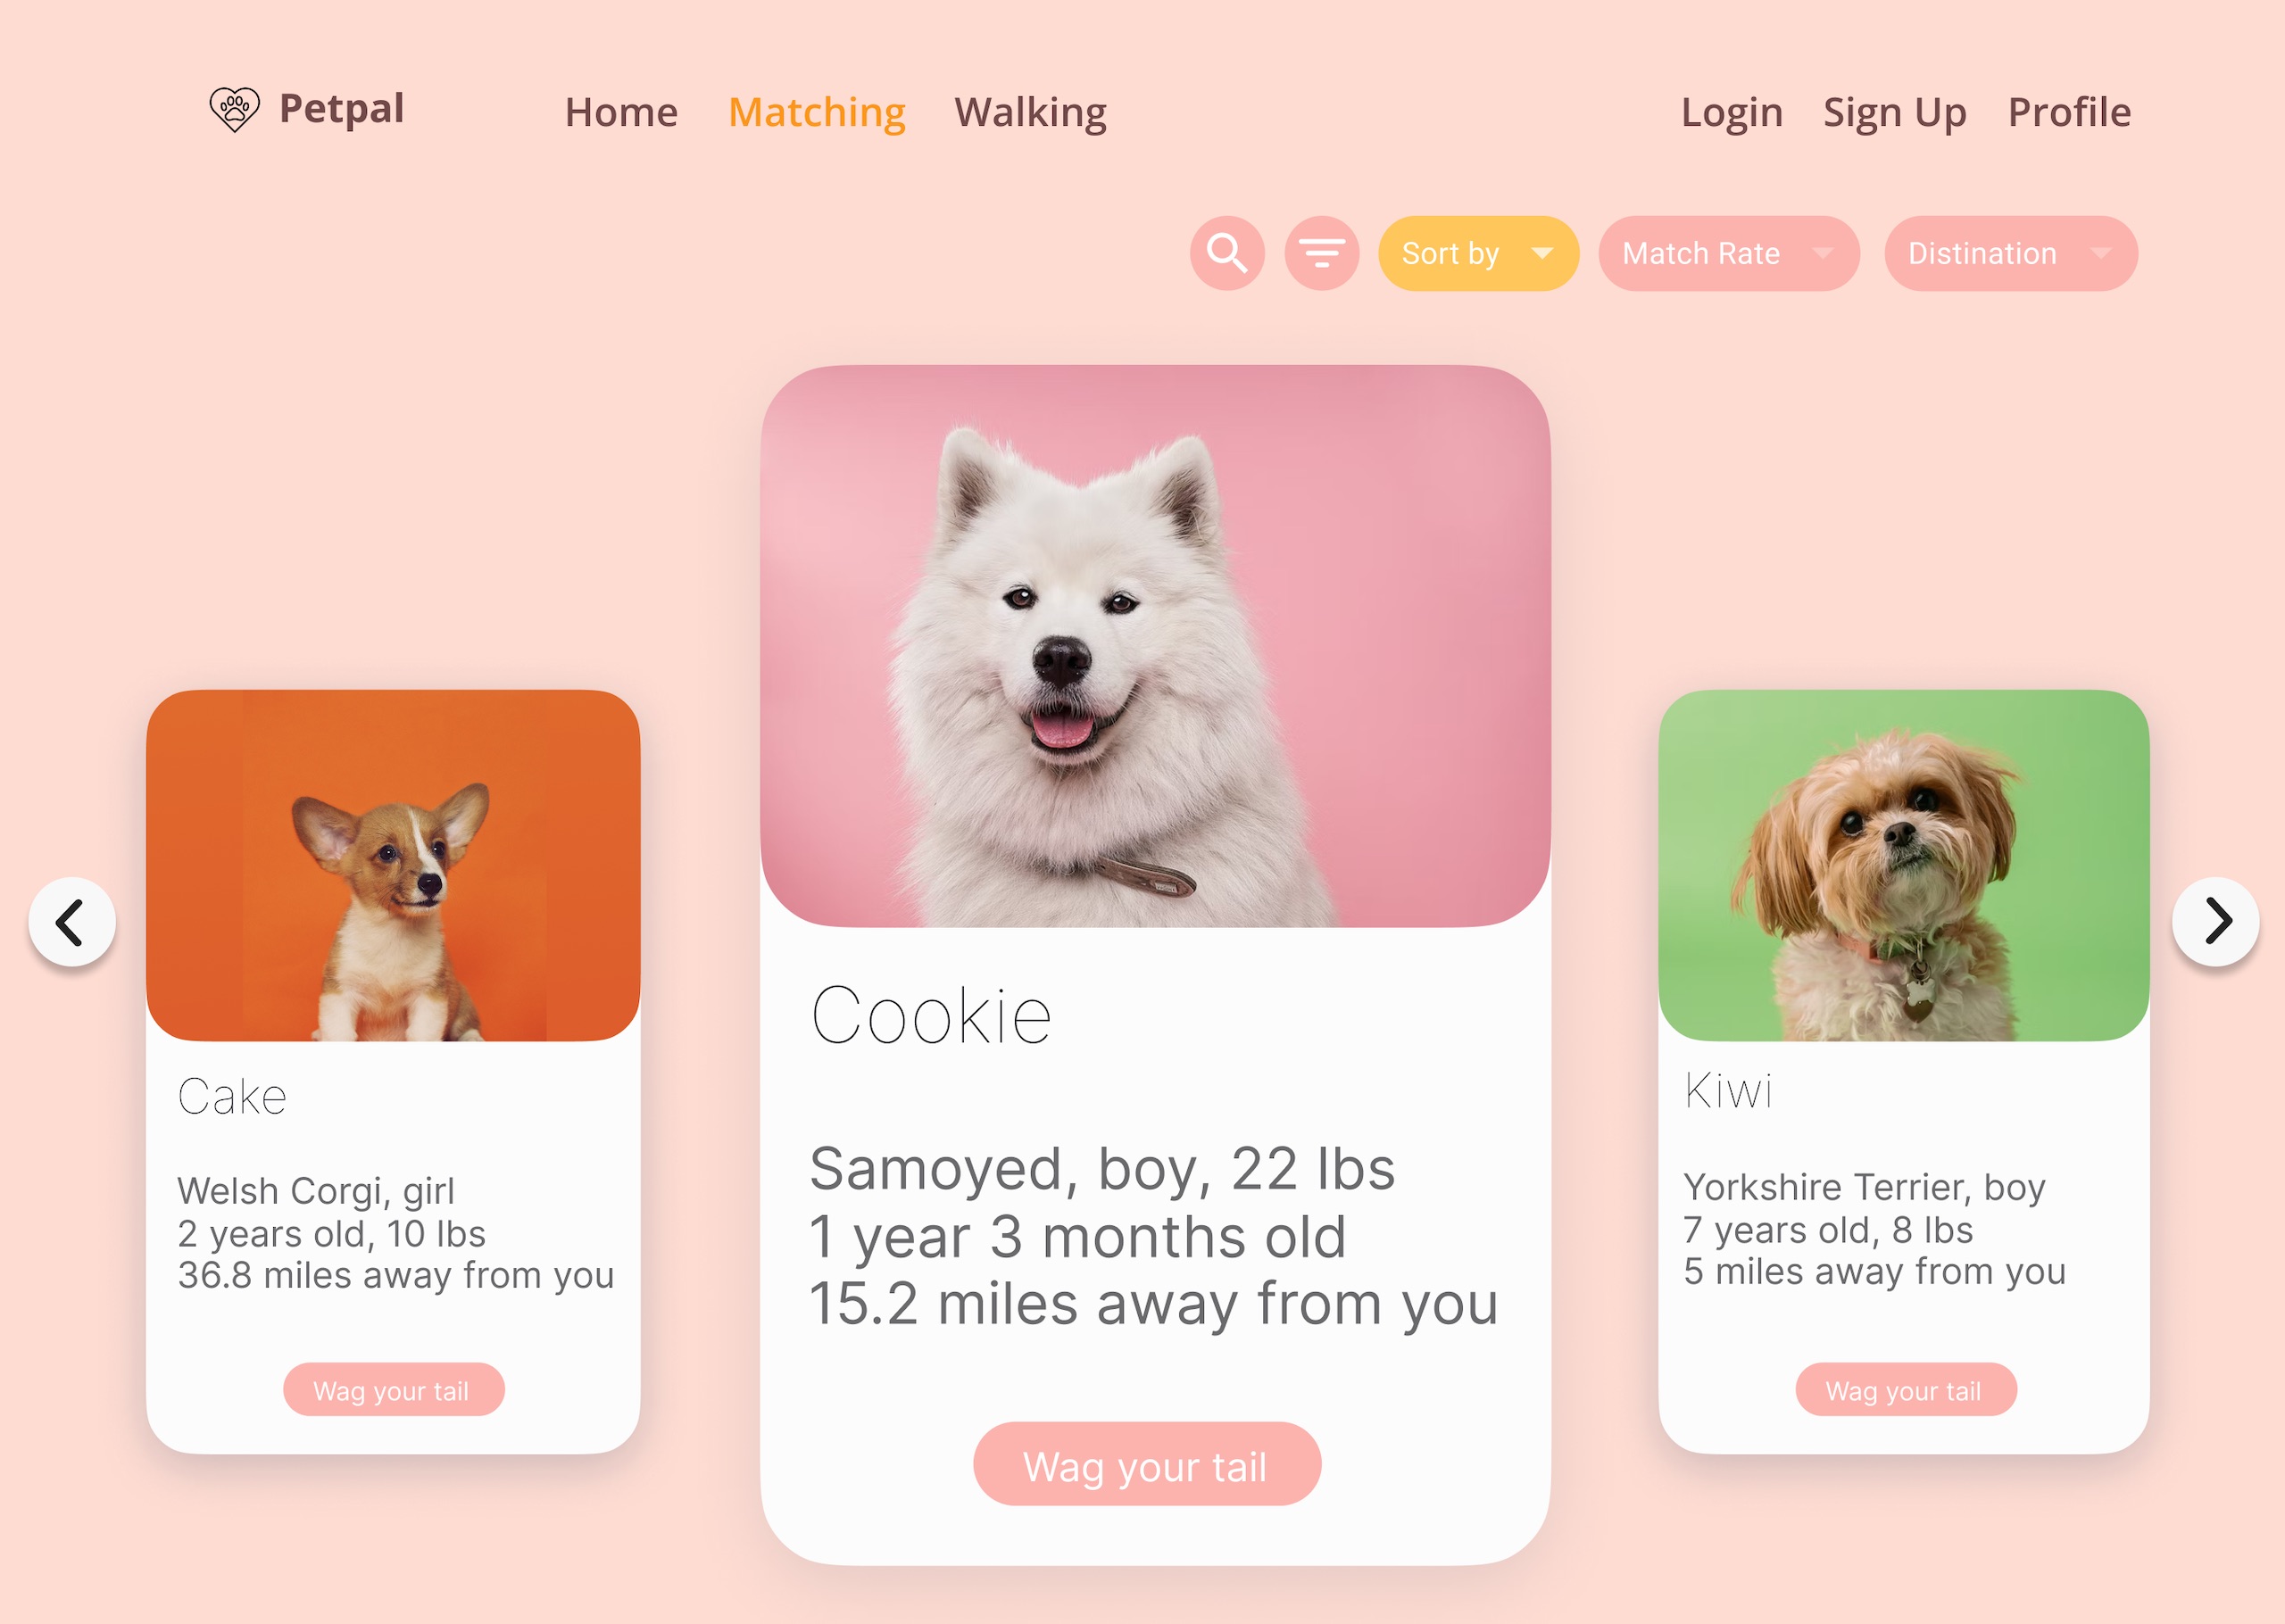 Petpal
Home Matching Walking
Login Sign Up Profile
Sort by
Match Rate
Distination
Cake
Welsh Corgi, girl
2 years old, 10 lbs
36.8 miles away from you
Wag your tail
Cookie
Samoyed, boy, 22 lbs
1 year 3 months old
15.2 miles away from you
Wag your tail
Kiwi
Yorkshire Terrier, boy
7 years old, 8 lbs
5 miles away from you
Wag your tail